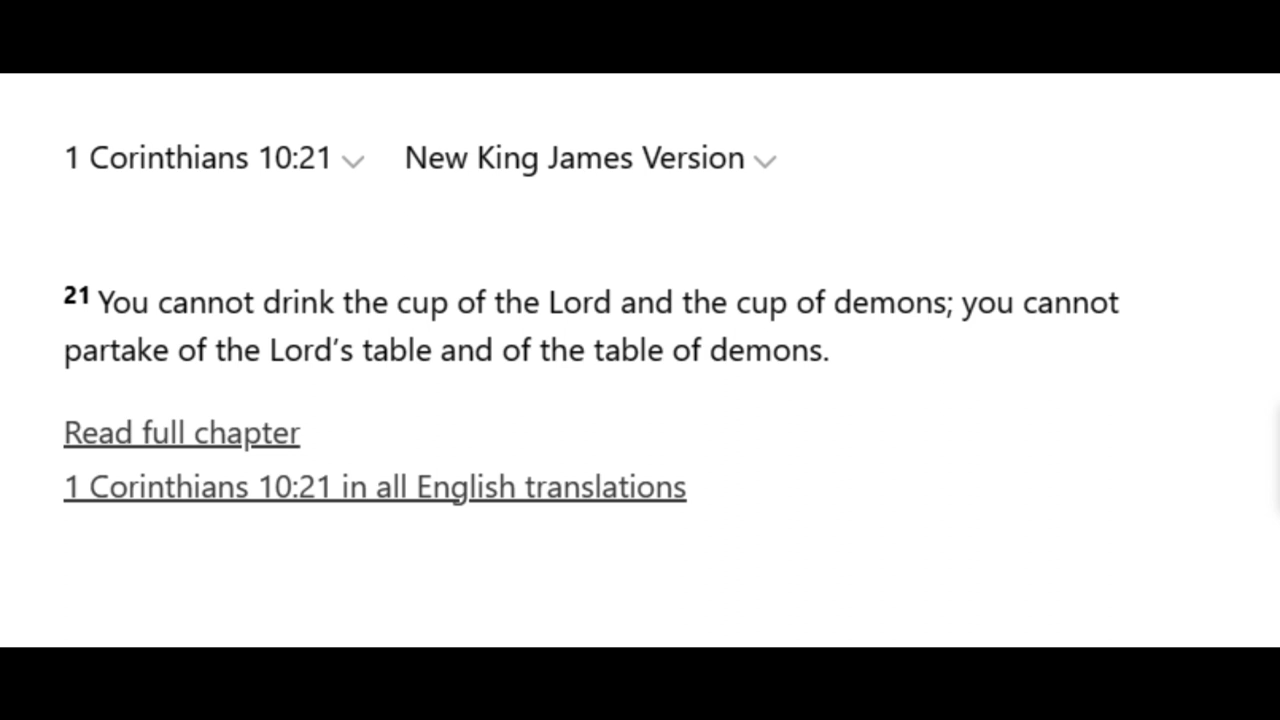 1 Corinthians 10:21 New King James Version
21 You cannot drink the cup of the Lord and the cup of demons; you cannot
partake of the Lord’s table and of the table of demons.
Read full chapter
1 Corinthians 10:21 in all English translations